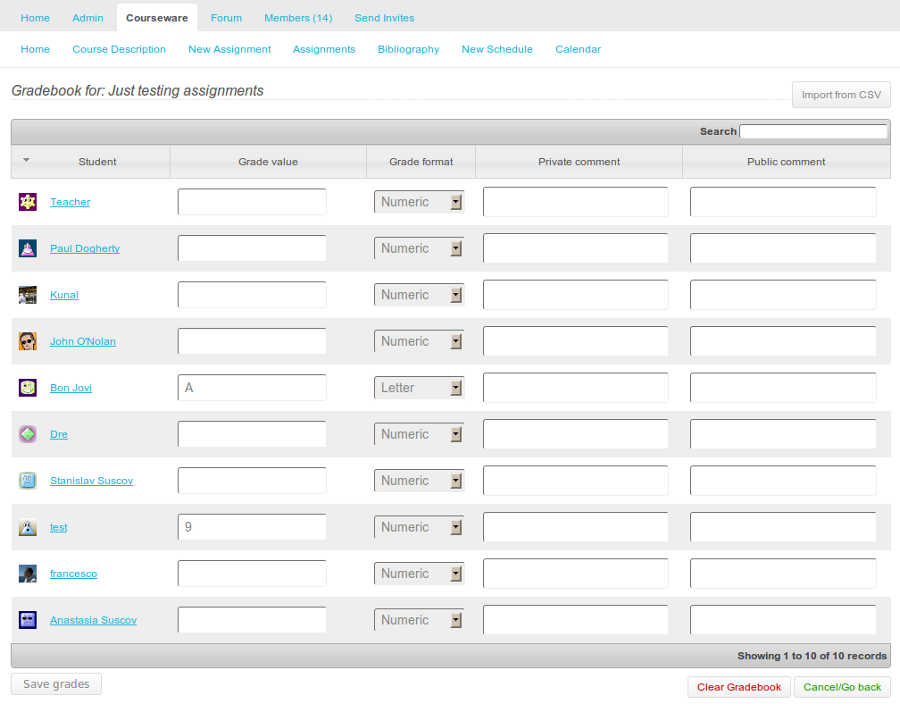 Home Admin Courseware Forum Members (14) Send Invites
Home Course Description New Assignment Assignments Bibliography New Schedule Calendar
Gradebook for: Just testing assignments
Import from CSV
Search
Student Grade value Grade format Private comment Public comment
Teacher Numeric
Paul Dogherty Numeric
Kunal Numeric
John O'Nolan Numeric
Bon Jovi A Letter
Dre Numeric
Stanislav Suscov Numeric
test 9 Numeric
francesco Numeric
Anastasia Suscov Numeric
Showing 1 to 10 of 10 records
Save grades Clear Gradebook Cancel/Go back